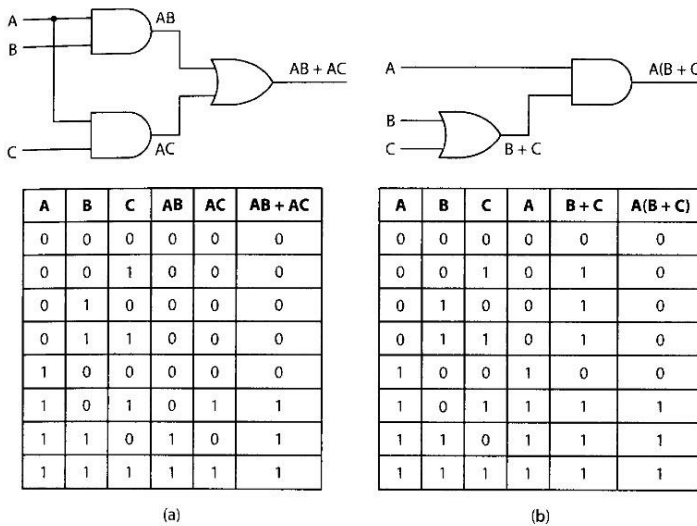 A
B
AB
AB + AC
C
AC
A
B
C
B + C
A(B + C
A B C AB AC AB + AC
0 0 0 0 0 0
0 0 1 0 0 0
0 1 0 0 0 0
0 1 1 0 0 0
1 0 0 0 0 0
1 0 1 0 1 1
1 1 0 1 0 1
1 1 1 1 1 1
(a)
A B C A B + C A(B + C)
0 0 0 0 0 0
0 0 1 0 1 0
0 1 0 0 1 0
0 1 1 0 1 0
1 0 0 1 0 0
1 0 1 1 1 1
1 1 0 1 1 1
1 1 1 1 1 1
(b)